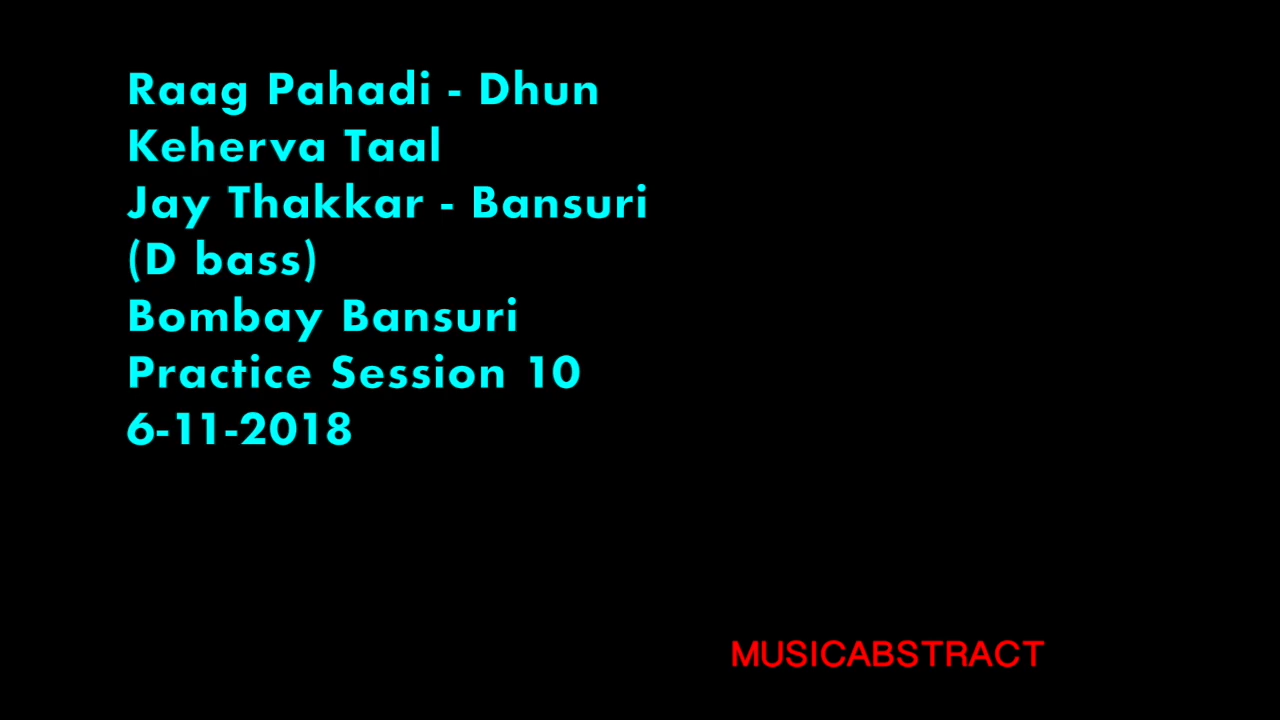 Raag Pahadi - Dhun
Keherva Taal
Jay Thakkar - Bansuri
(D bass)
Bombay Bansuri
Practice Session 10
6-11-2018
MUSICABSTRACT